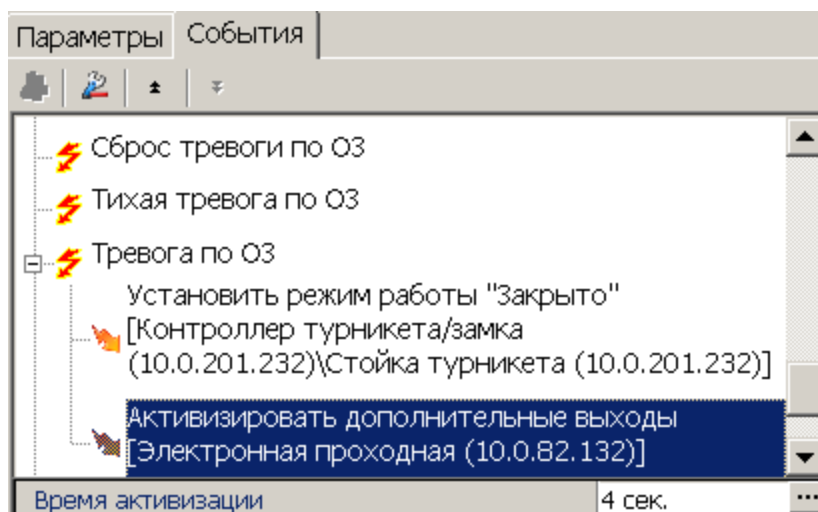 Параметры События
Сброс тревоги по ОЗ
Тихая тревога по ОЗ
Тревога по ОЗ
Установить режим работы "Закрыто"
[Контроллер турникета/замка
(10.0.201.232)\Стойка турникета (10.0.201.232)]
Активизировать дополнительные выходы
[Электронная проходная (10.0.82.132)]
Время активизации 4 сек. ...